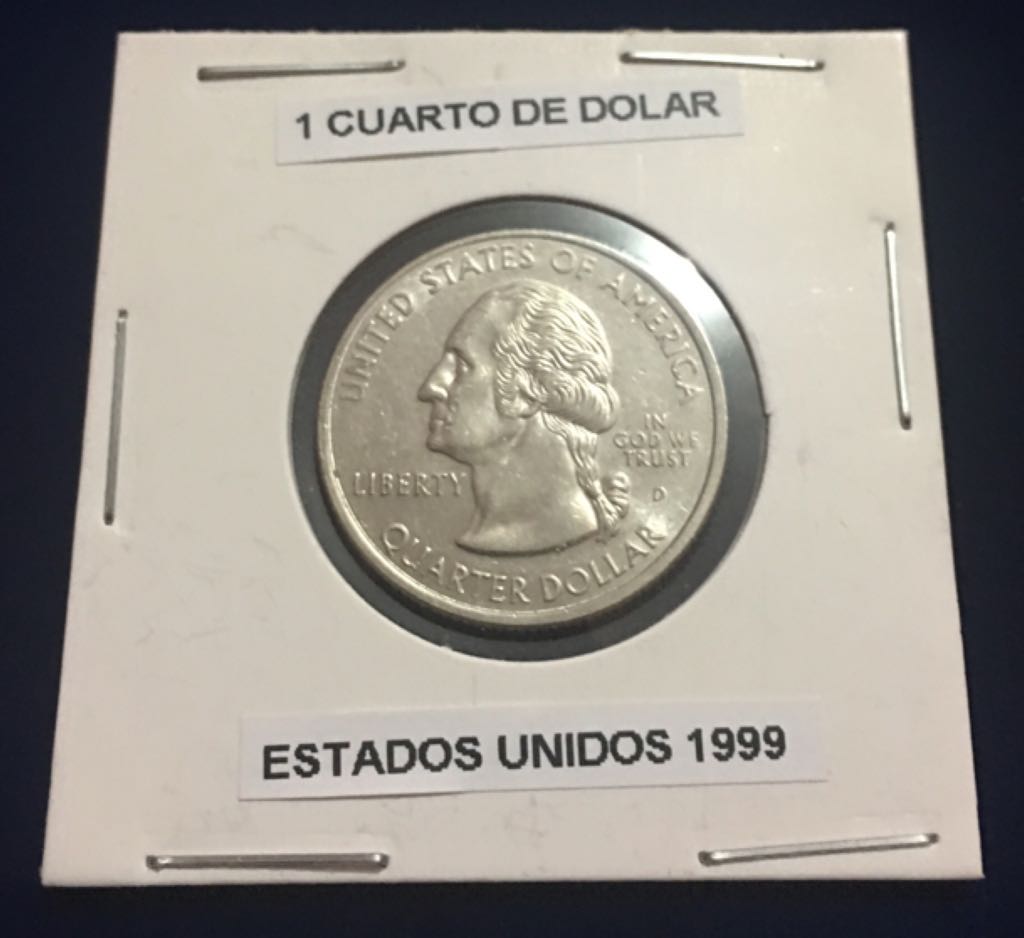 1 CUARTO DE DOLAR
UNITED STATES OF AMERICA
IN
GOD WE
TRUST
LIBERTY
D
QUARTER DOLLAR
ESTADOS UNIDOS 1999